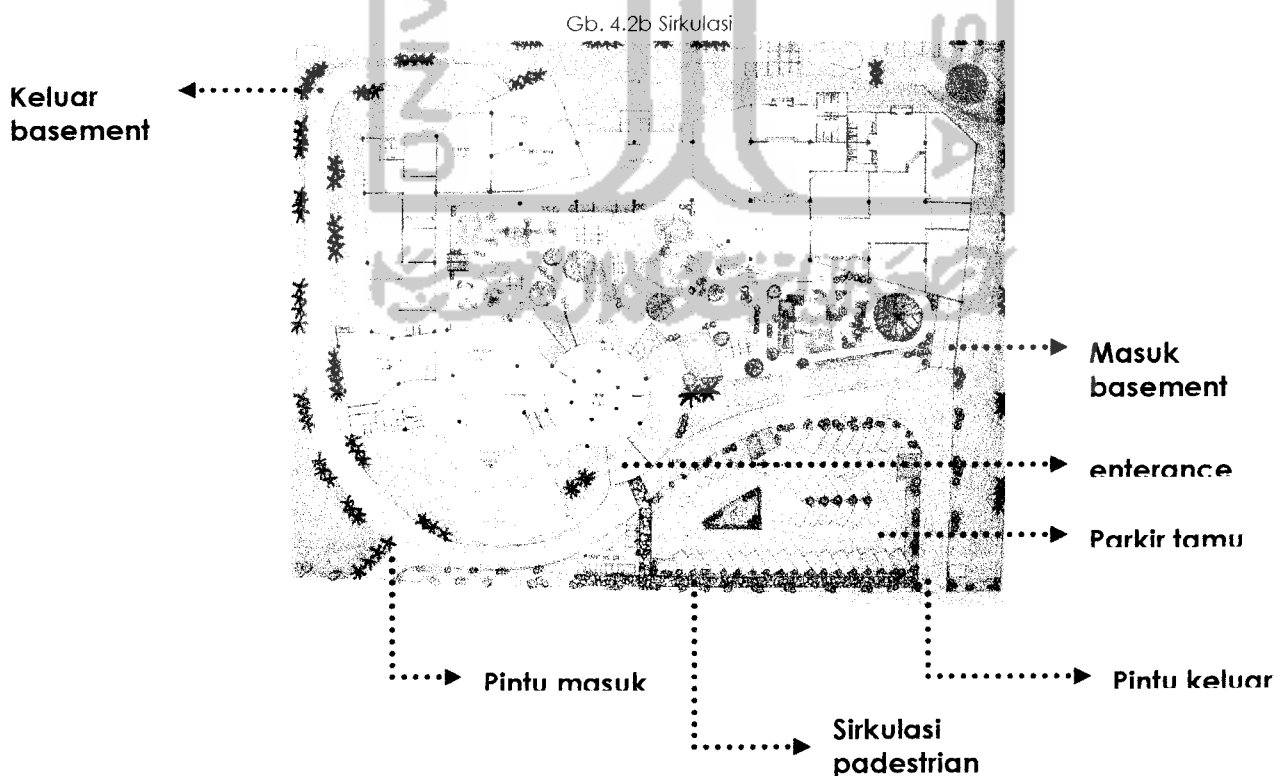 Gb. 4.2b Sirkulasi
Keluar
basement
Masuk
basement
enterance
Parkir tamu
Pintu masuk
Pintu keluar
Sirkulasi
padestrian